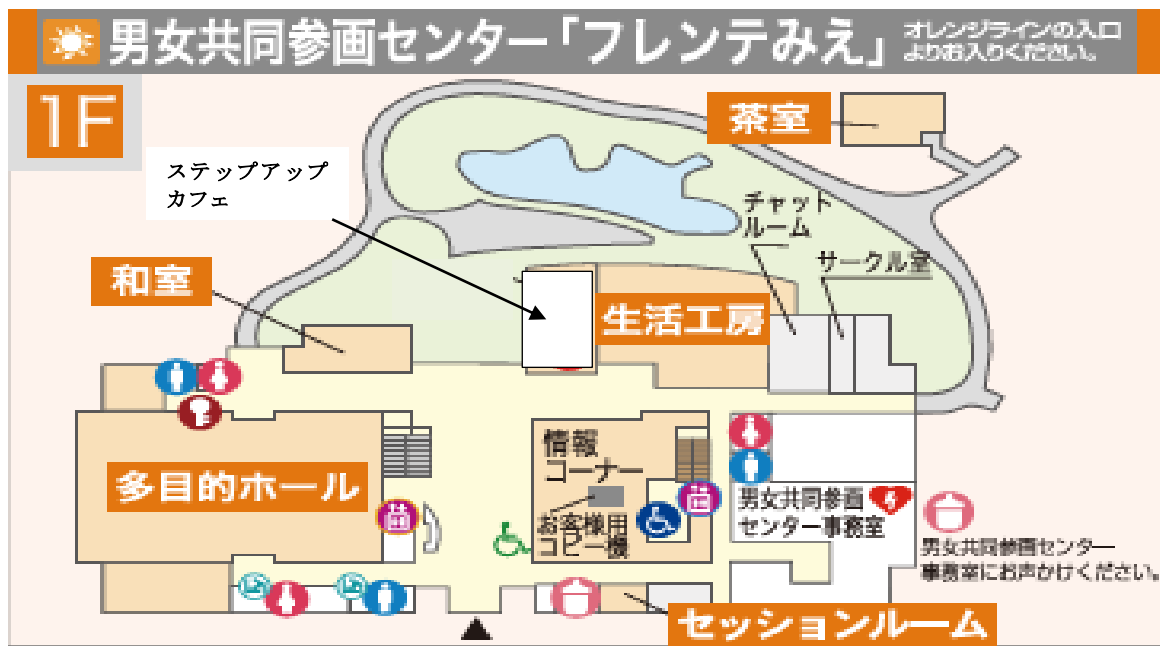 男女共同参画センター「フレンテみえ」
オレンジラインの入口
よりお入りください。
1F
茶室
ステップアップ
カフェ
チャット
ルーム
サークル室
和室
生活工房
情報
コーナー
多目的ホール
お客様用
コピー機
男女共同参画
センター事務室
男女共同参画センター
事務室にお声かけください。
セッションルーム